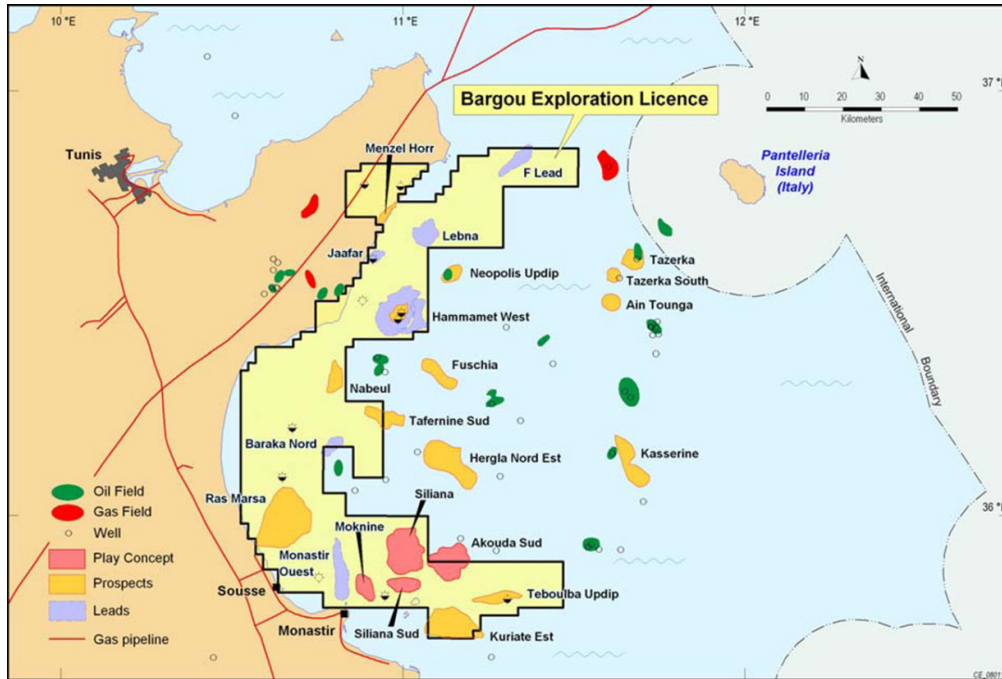 10 °E
11 °E
12 °E
37 °N
0 10 20 30 40 50
Kilometers
Bargou Exploration Licence
Tunis
Menzel Horr
F Lead
Pantelleria
Island
(Italy)
Lebna
Jaafar
Neopolis Updip
Tazerka
Tazerka South
Ain Tounga
Hammamet West
International
Boundary
Fuschia
Nabeul
Tafernine Sud
Baraka Nord
Hergla Nord Est
Kasserine
Oil Field
Gas Field
Well
Play Concept
Prospects
Leads
Gas pipeline
Ras Marsa
Siliana
Moknine
36 °N
Akouda Sud
Monastir
Ouest
Sousse
Teboulba Updip
Monastir
Siliana Sud
Kuriate Est